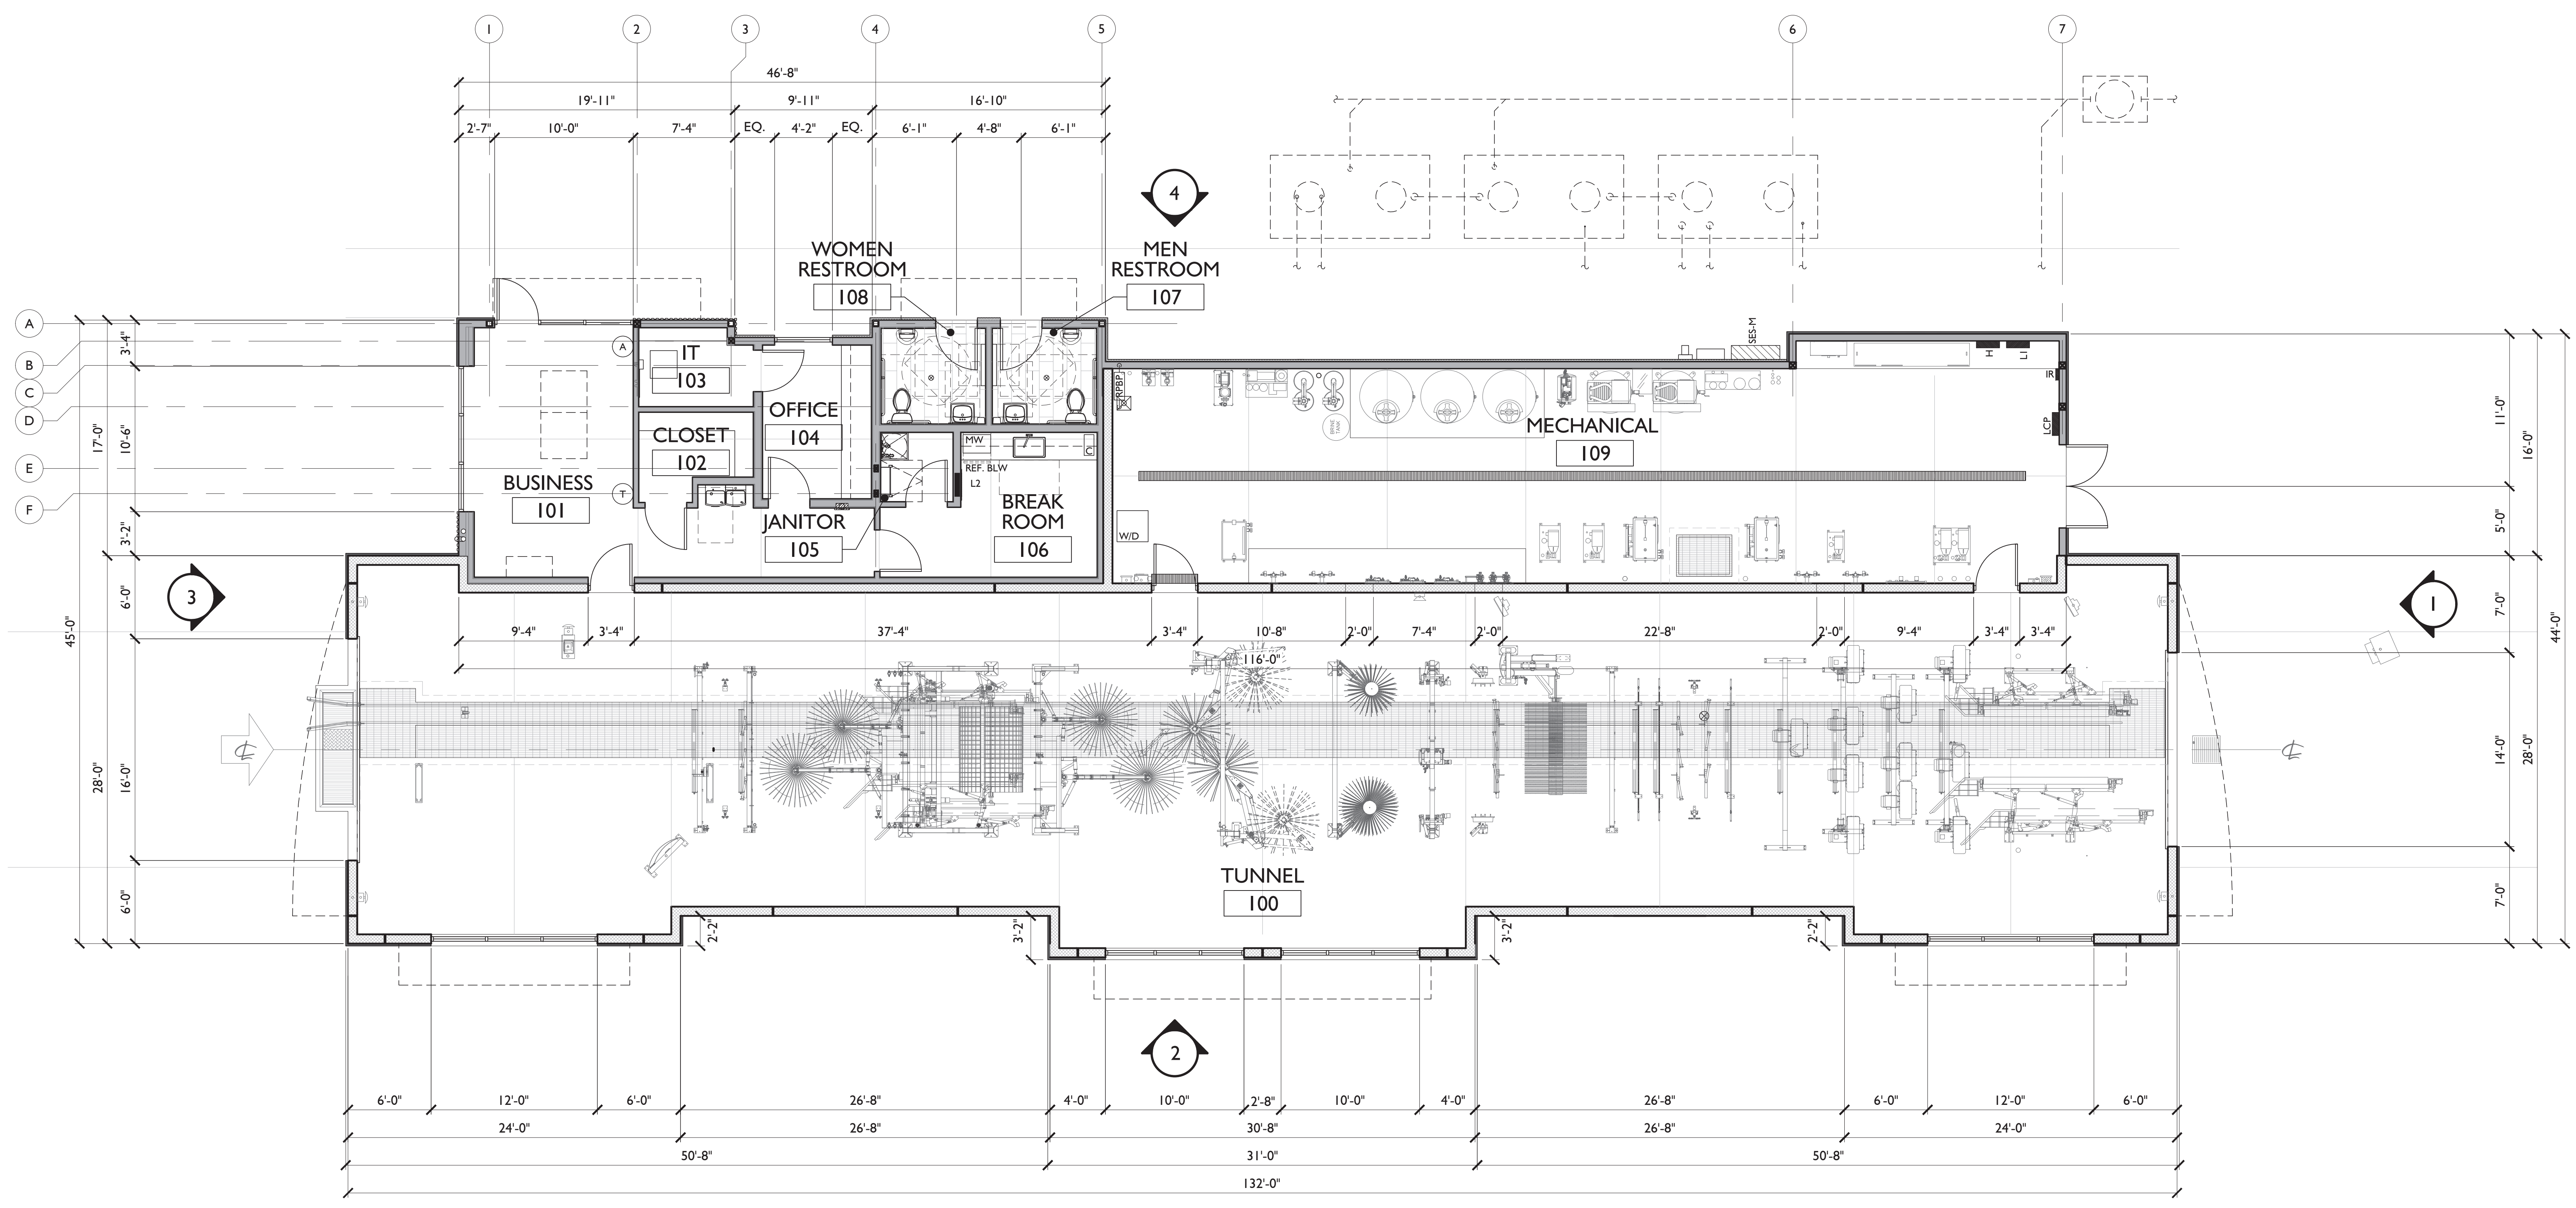 1 2 3 4 5 6 7
46'-8"
19'-11" 9'-11" 16'-10"
2'-7" 10'-0" 7'-4" EQ. 4'-2" EQ. 6'-1" 4'-8" 6'-1"
4
WOMEN
RESTROOM
108
MEN
RESTROOM
107
A
B
C
D
E
F
3'-4"
17'-0"
10'-6"
3'-2"
45'-0"
6'-0"
28'-0"
16'-0"
6'-0"
A
IT
103
OFFICE
104
CLOSET
102
BUSINESS
101
T
JANITOR
105
MW
REF. BLW
L2
C
BREAK
ROOM
106
RPBP
BRINE
TANK
W/D
MECHANICAL
109
SES-M
H
L1
IR
LCP
11'-0"
16'-0"
5'-0"
44'-0"
7'-0"
14'-0"
28'-0"
7'-0"
3
1
9'-4" 3'-4" 37'-4" 3'-4" 10'-8" 2'-0" 7'-4" 2'-0" 22'-8" 2'-0" 9'-4" 3'-4" 3'-4"
116'-0"
TUNNEL
100
2'-2" 3'-2" 3'-2" 2'-2"
2
6'-0" 12'-0" 6'-0" 26'-8" 4'-0" 10'-0" 2'-8" 10'-0" 4'-0" 26'-8" 6'-0" 12'-0" 6'-0"
24'-0" 26'-8" 30'-8" 26'-8" 24'-0"
50'-8" 31'-0" 50'-8"
132'-0"